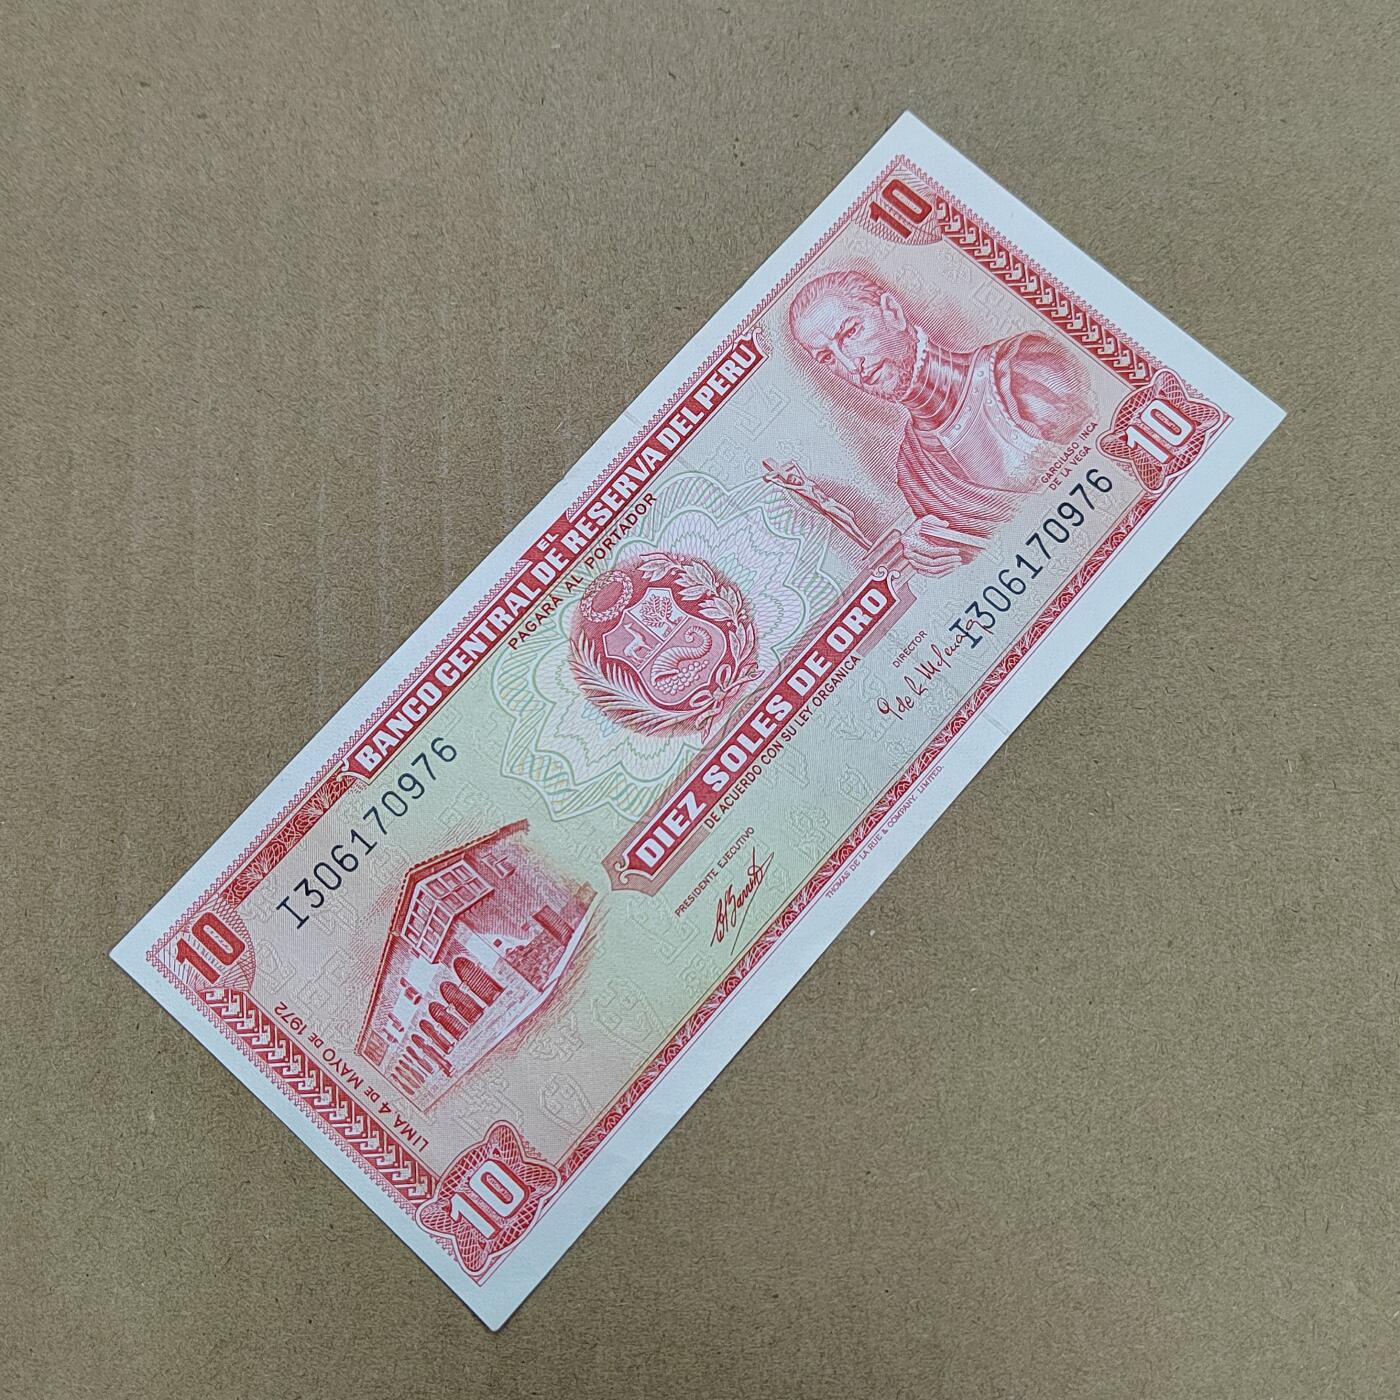 10
10
EL
BANCO CENTRAL DE RESERVA DEL PERU
PAGARA AL PORTADOR
I306170976
GARCILASO INCA
DE LA VEGA
I306170976
DIEZ SOLES DE ORO
DE ACUERDO CON SU LEY ORGANICA
PRESIDENTE EJECUTIVO
DIRECTOR
LIMA 4 DE MAYO DE 1972
10
10
THOMAS DE LA RUE & COMPANY, LIMITED.